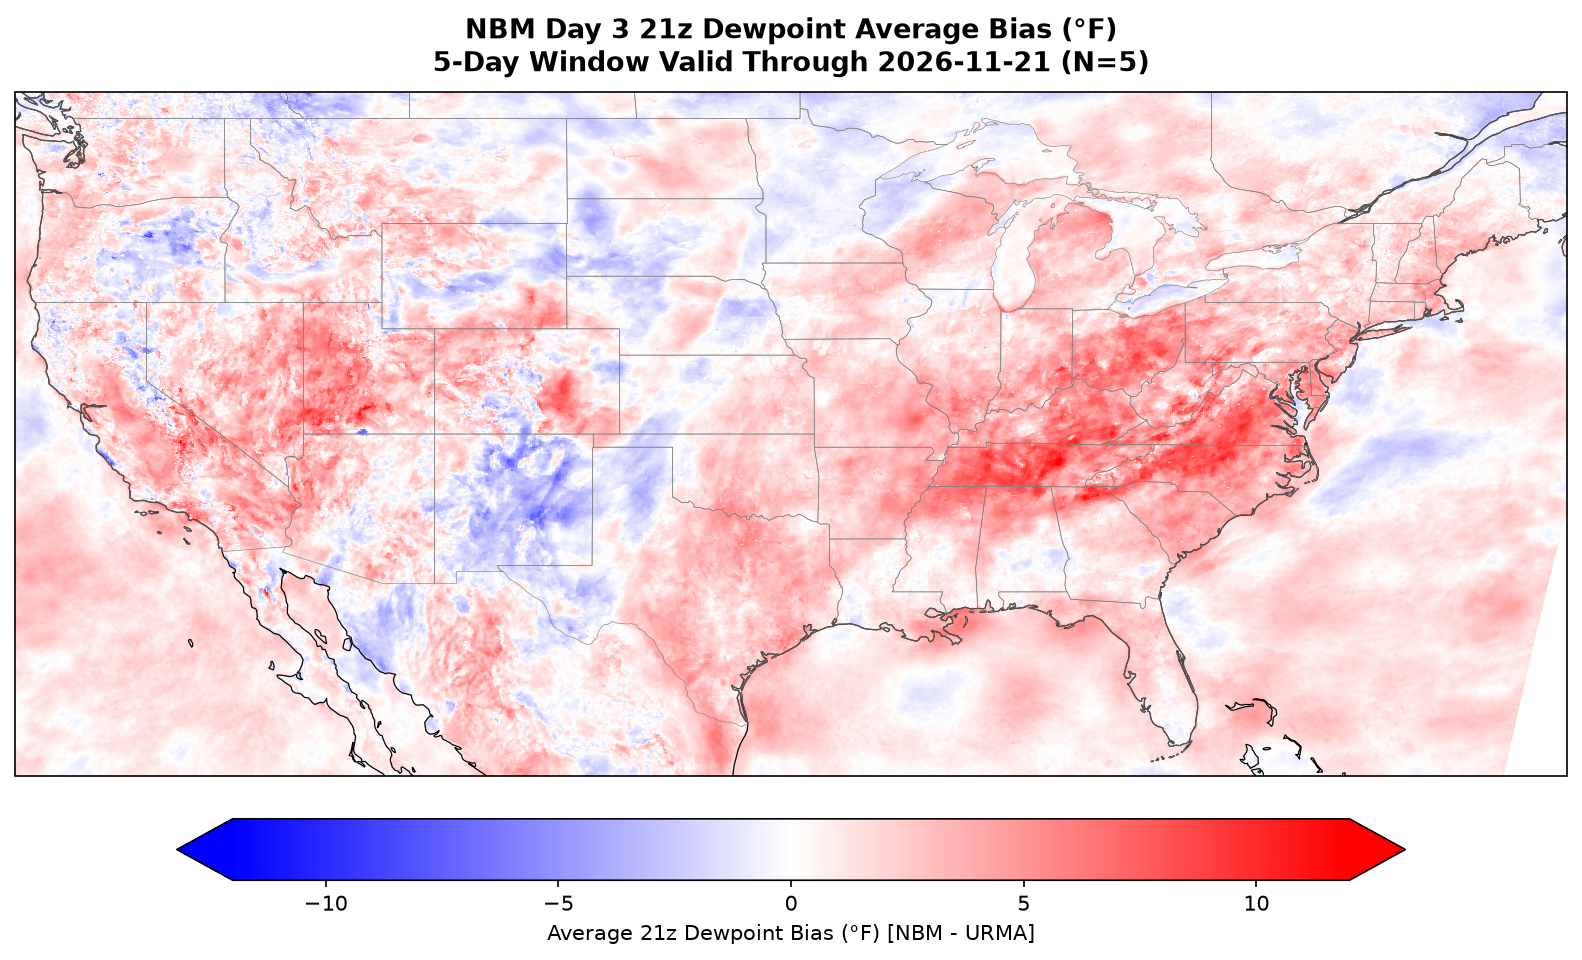 NBM Day 3 21z Dewpoint Average Bias (°F)
5-Day Window Valid Through 2026-11-21 (N=5)
−10 −5 0 5 10
Average 21z Dewpoint Bias (°F) [NBM - URMA]